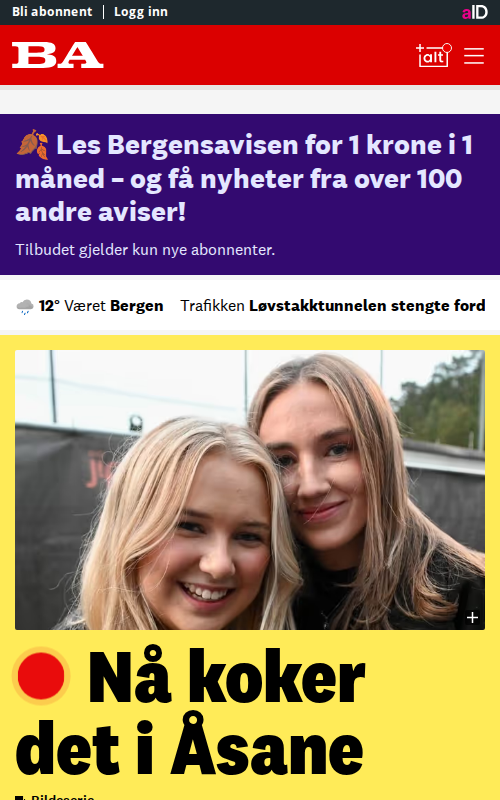 Bli abonnent Logg inn aID
BA +alt
Les Bergensavisen for 1 krone i 1
måned – og få nyheter fra over 100
andre aviser!
Tilbudet gjelder kun nye abonnenter.
12° Været Bergen Trafikken Løvstakktunnelen stengte ford
Nå koker
det i Åsane
Bildeserie